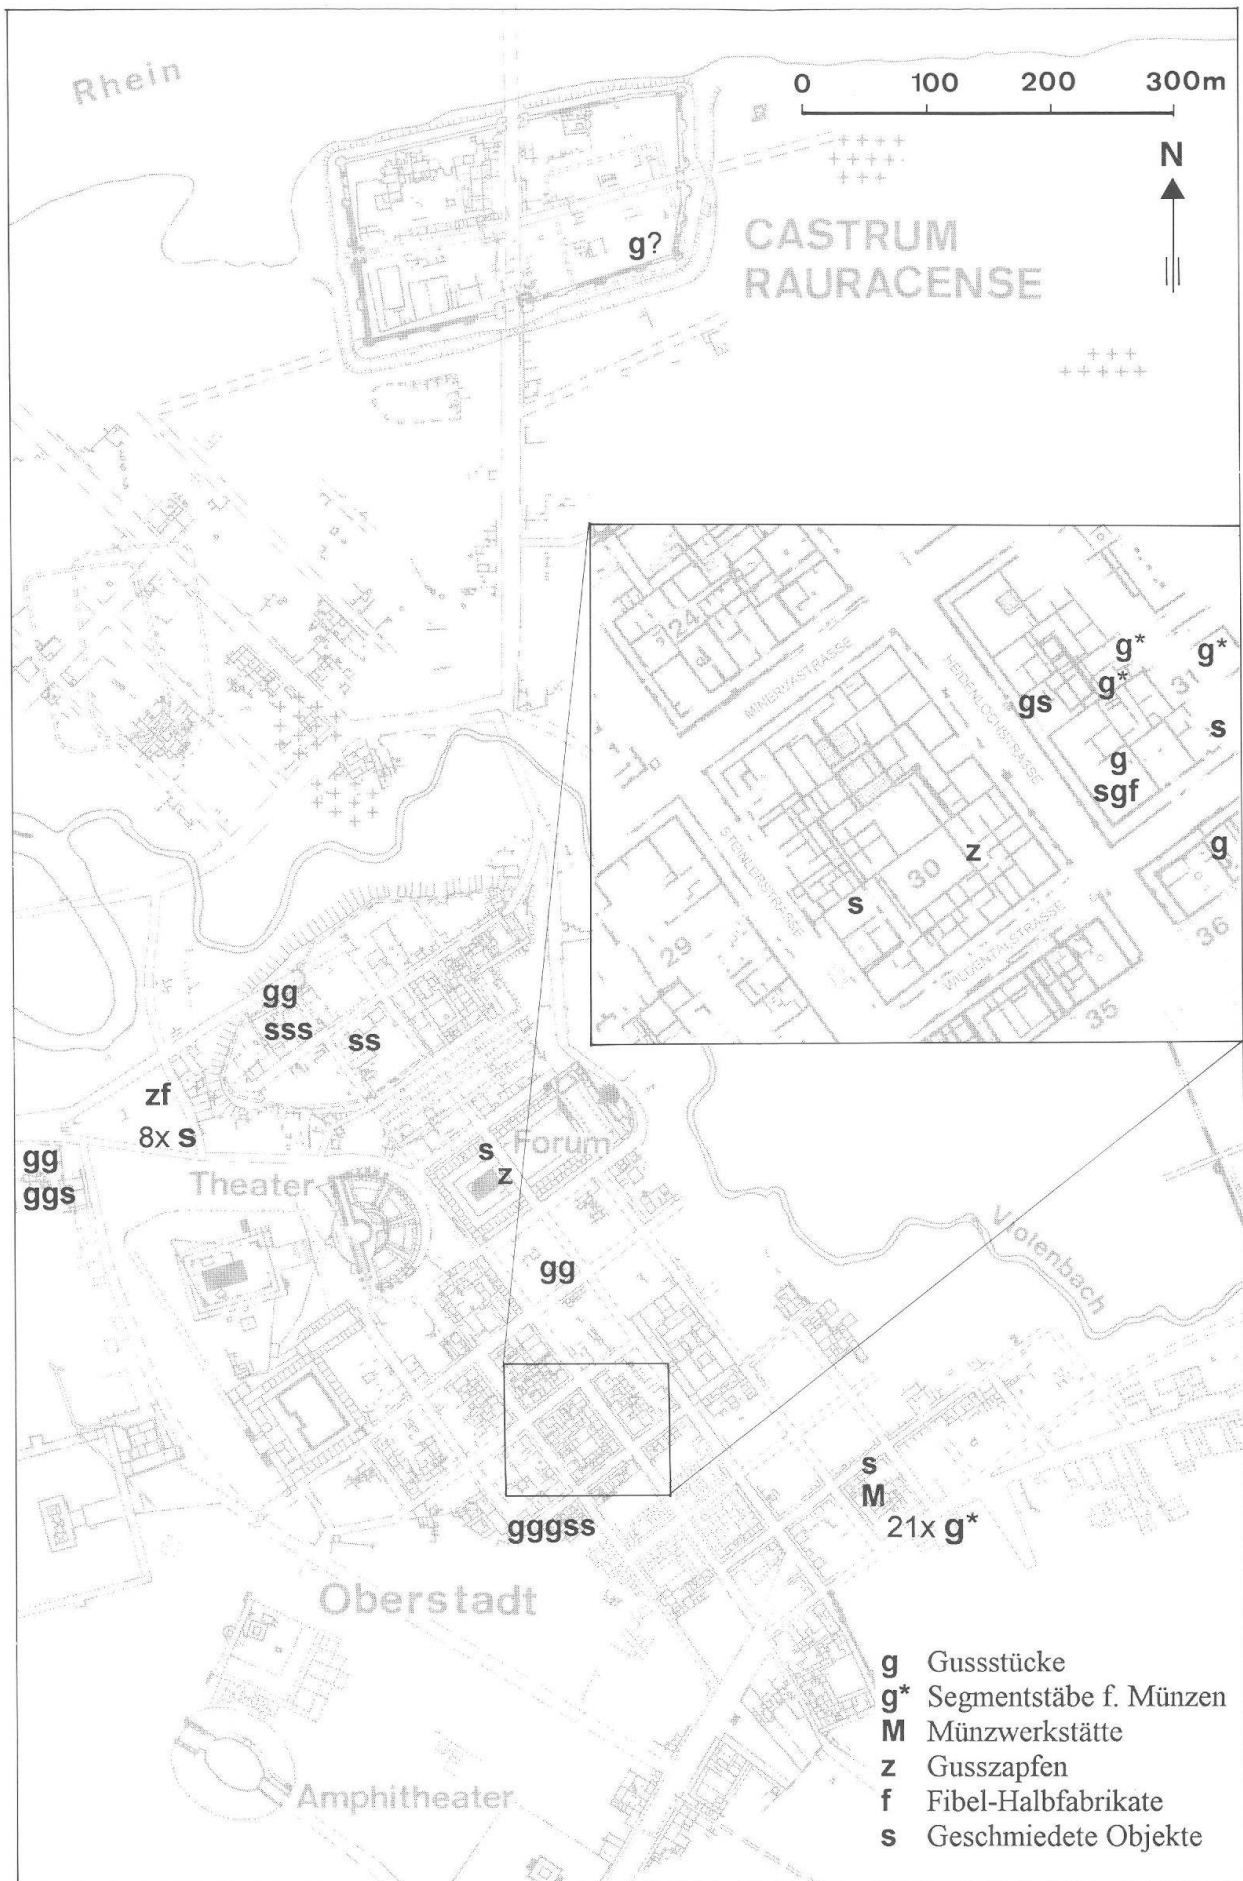 Rhein
0 100 200 300m
N
CASTRUM
RAURACENSE
g?
24
MINERVASTRASSE
HEIDENLOCHSTRASSE
g*
g*
g*
31
gs
s
g
sgf
STEINLERSTRASSE
z
30
g
s
29
WALDENTALSTRASSE
36
35
gg
sss
ss
zf
8x s
s
Forum
z
gg
ggs
Theater
Violenbach
gg
s
M
21x g*
gggss
Oberstadt
Amphitheater
g Gussstücke
g* Segmentstäbe f. Münzen
M Münzwerkstätte
z Gusszapfen
f Fibel-Halbfabrikate
s Geschmiedete Objekte